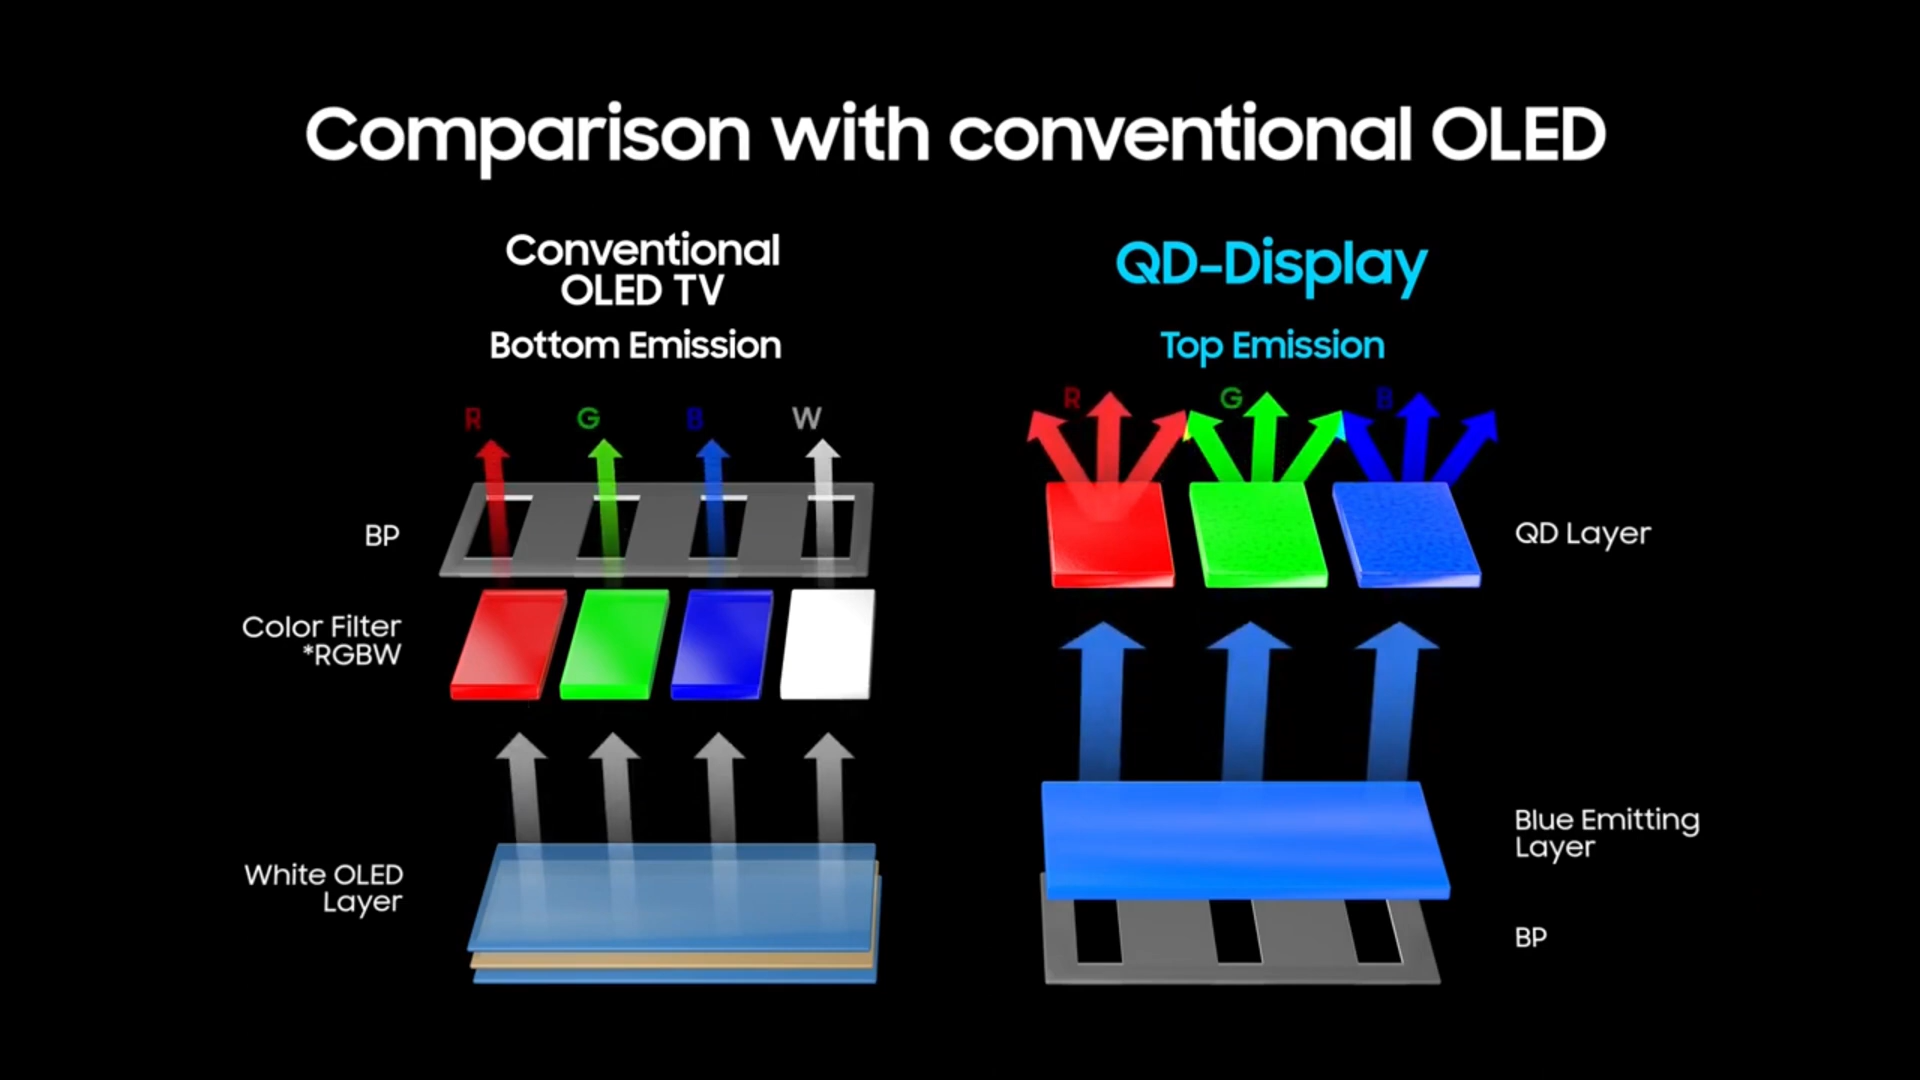 Comparison with conventional OLED
Conventional
OLED TV
Bottom Emission
R G B W
BP
Color Filter
*RGBW
White OLED
Layer
QD-Display
Top Emission
R G B
QD Layer
Blue Emitting
Layer
BP